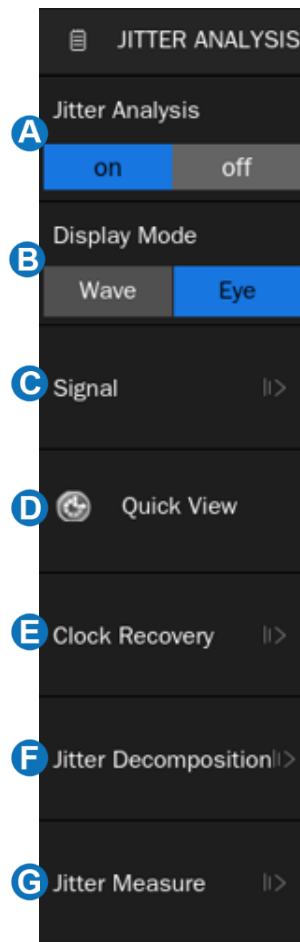 JITTER ANALYSIS
Jitter Analysis
A
on off
Display Mode
B
Wave Eye
C Signal
D Quick View
E Clock Recovery
F Jitter Decomposition
G Jitter Measure